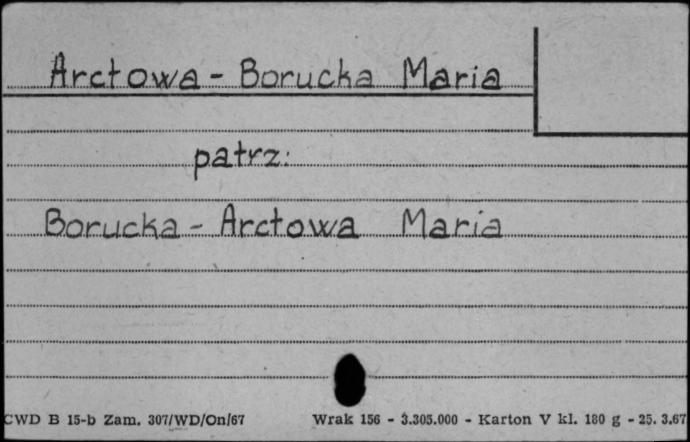 Arctowa - Borucka Maria
patrz:
Borucka - Arctowa Maria
CWD B 15-b Zam. 307/WD/On/67 Wrak 156 - 3.305.000 - Karton V kl. 180 g - 25. 3.67